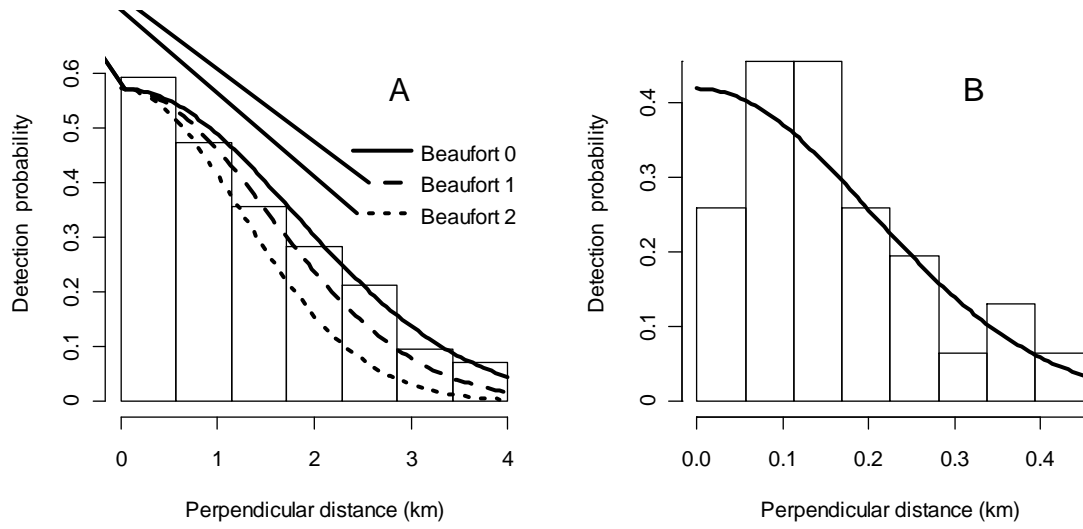 A
Detection probability
0
0.1
0.2
0.3
0.4
0.5
0.6
Beaufort 0
Beaufort 1
Beaufort 2
0 1 2 3 4
Perpendicular distance (km)
B
Detection probability
0
0.1
0.2
0.3
0.4
0.0 0.1 0.2 0.3 0.4
Perpendicular distance (km)